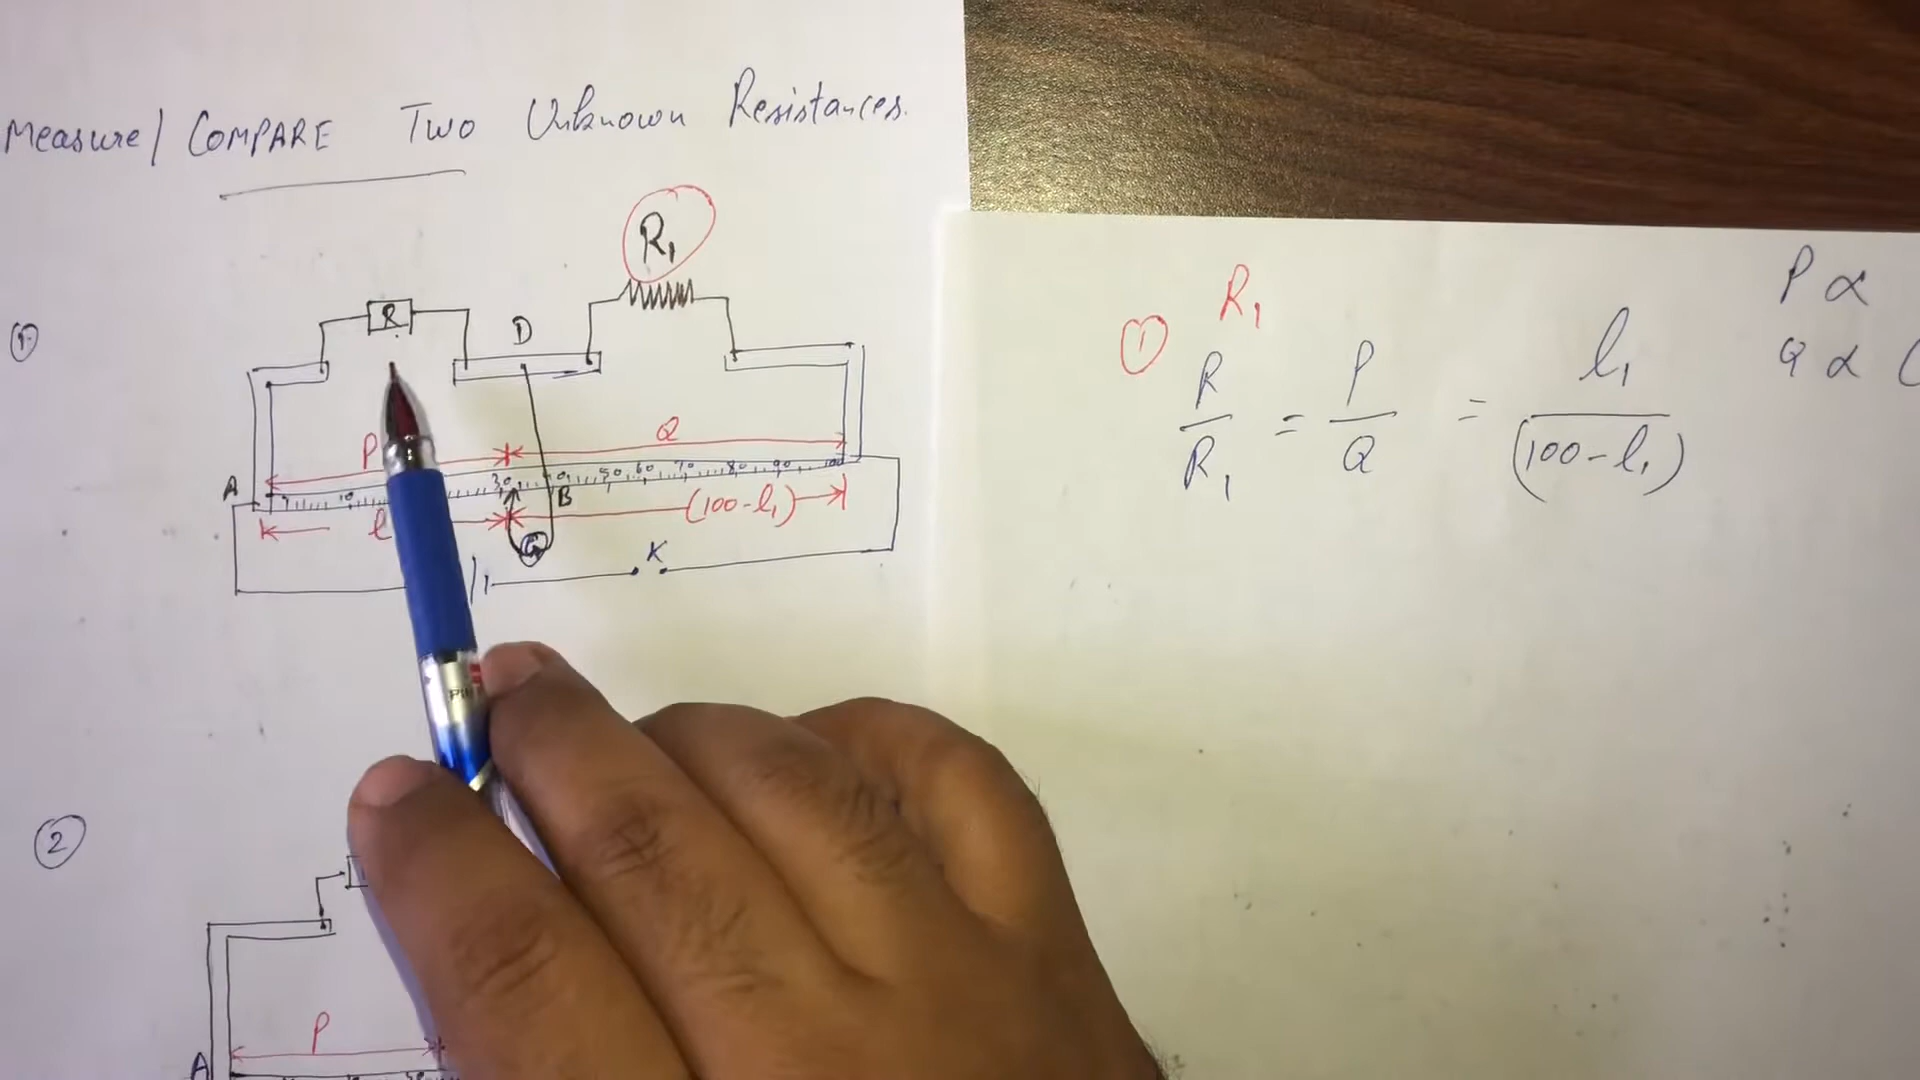 Measure/ COMPARE Two Unknown Resistances.
R₁
①
R
D
P
Q
30 50 60 70 80 90 100
10
A
B
l
(100-l₁)
G
K
②
P
A
① R₁
R/R₁ = P/Q = l₁/(100-l₁)
P ∝
Q ∝ (